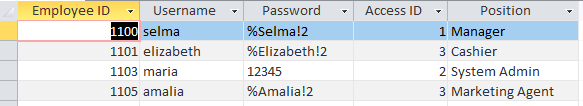 Employee ID Username Password Access ID Position
1100 selma %Selma!2 1 Manager
1101 elizabeth %Elizabeth!2 3 Cashier
1103 maria 12345 2 System Admin
1105 amalia %Amalia!2 3 Marketing Agent